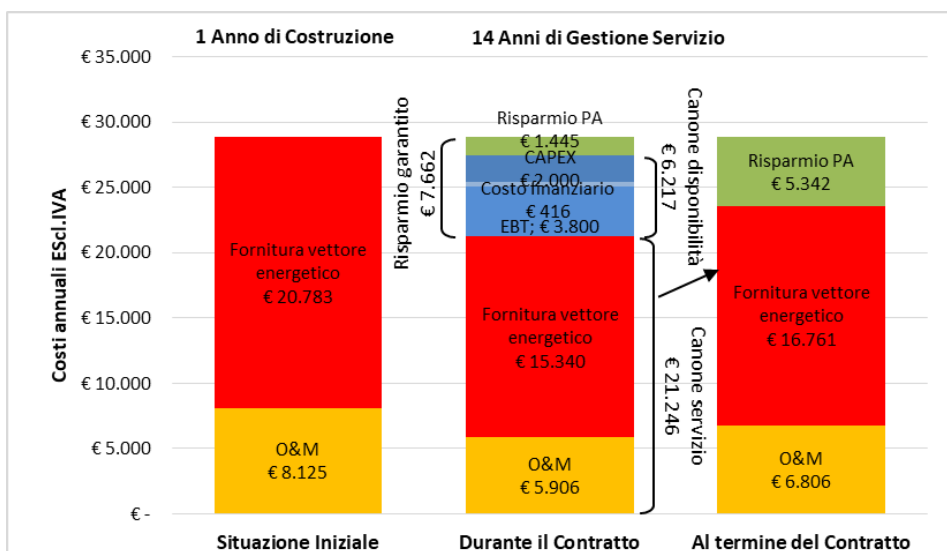 1 Anno di Costruzione
14 Anni di Gestione Servizio
Costi annuali EScl.IVA
€ 35.000
€ 30.000
€ 25.000
€ 20.000
€ 15.000
€ 10.000
€ 5.000
€ -
Fornitura vettore
energetico
€ 20.783
O&M
€ 8.125
Risparmio garantito
€ 7.662
Risparmio PA
€ 1.445
CAPEX
€ 2.000
Costo finanziario
€ 416
EBT; € 3.800
Fornitura vettore
energetico
€ 15.340
O&M
€ 5.906
Canone disponibilità
€ 6.217
Canone servizio
€ 21.246
Risparmio PA
€ 5.342
Fornitura vettore
energetico
€ 16.761
O&M
€ 6.806
Situazione Iniziale
Durante il Contratto
Al termine del Contratto